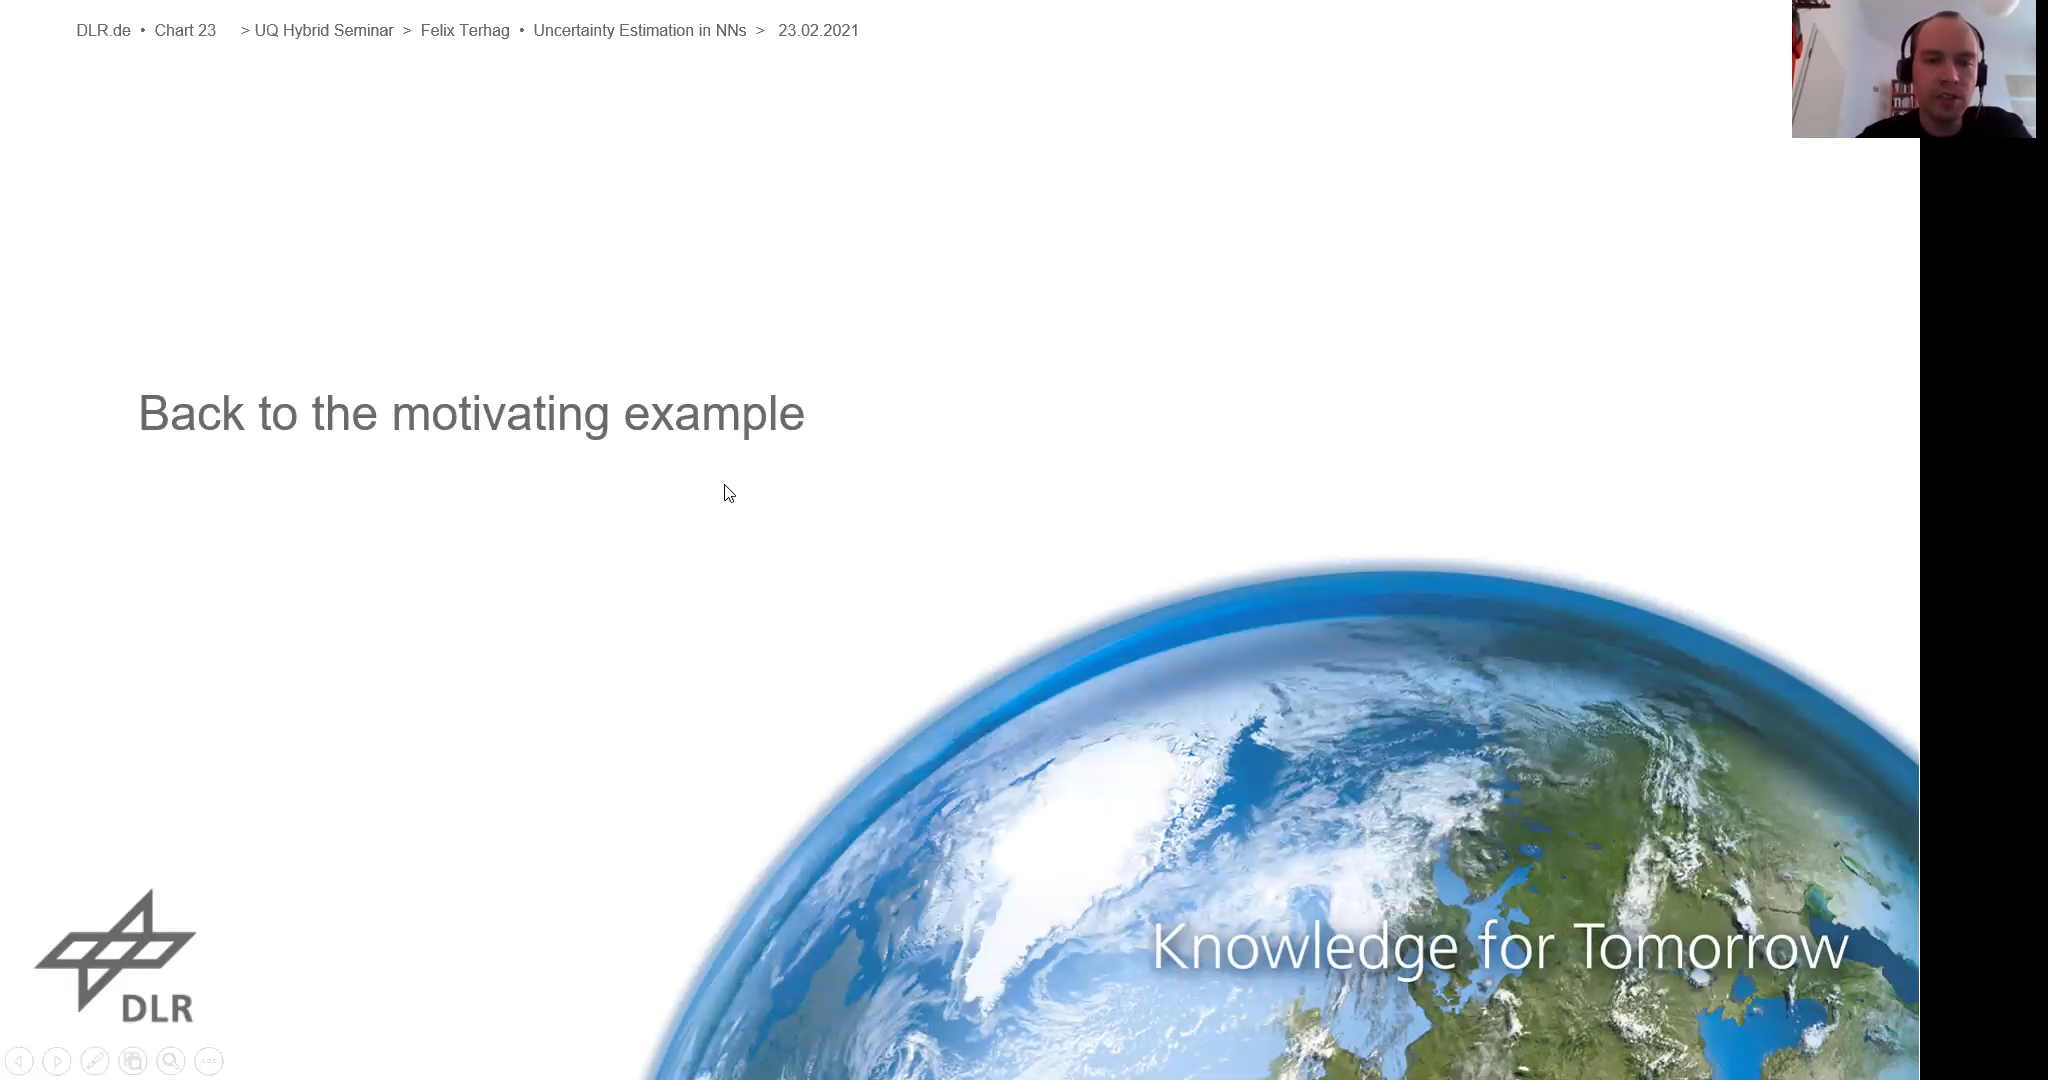 DLR.de • Chart 23 > UQ Hybrid Seminar > Felix Terhag • Uncertainty Estimation in NNs > 23.02.2021
Back to the motivating example
Knowledge for Tomorrow
DLR